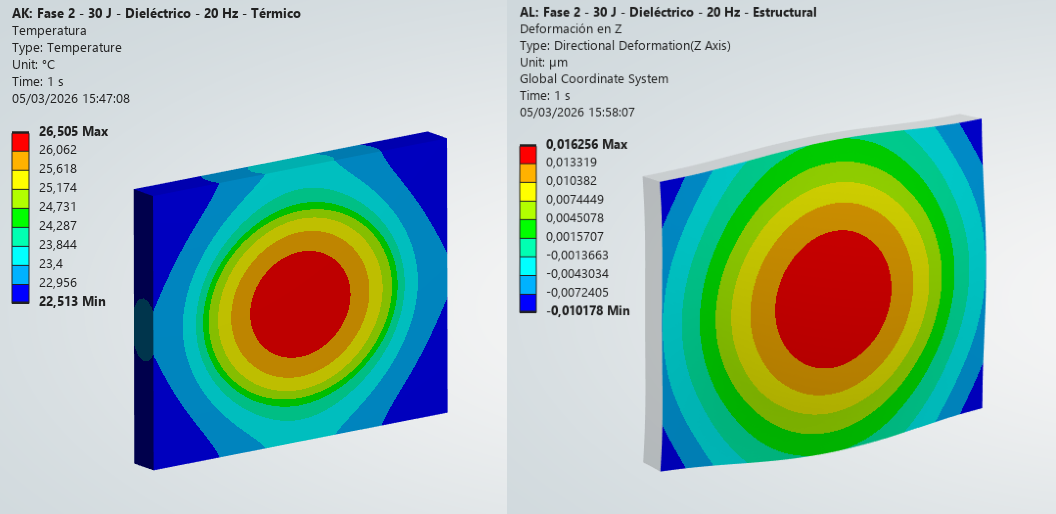 AK: Fase 2 - 30 J - Dieléctrico - 20 Hz - Térmico
Temperatura
Type: Temperature
Unit: °C
Time: 1 s
05/03/2026 15:47:08
26,505 Max
26,062
25,618
25,174
24,731
24,287
23,844
23,4
22,956
22,513 Min
AL: Fase 2 - 30 J - Dieléctrico - 20 Hz - Estructural
Deformación en Z
Type: Directional Deformation(Z Axis)
Unit: µm
Global Coordinate System
Time: 1 s
05/03/2026 15:58:07
0,016256 Max
0,013319
0,010382
0,0074449
0,0045078
0,0015707
-0,0013663
-0,0043034
-0,0072405
-0,010178 Min